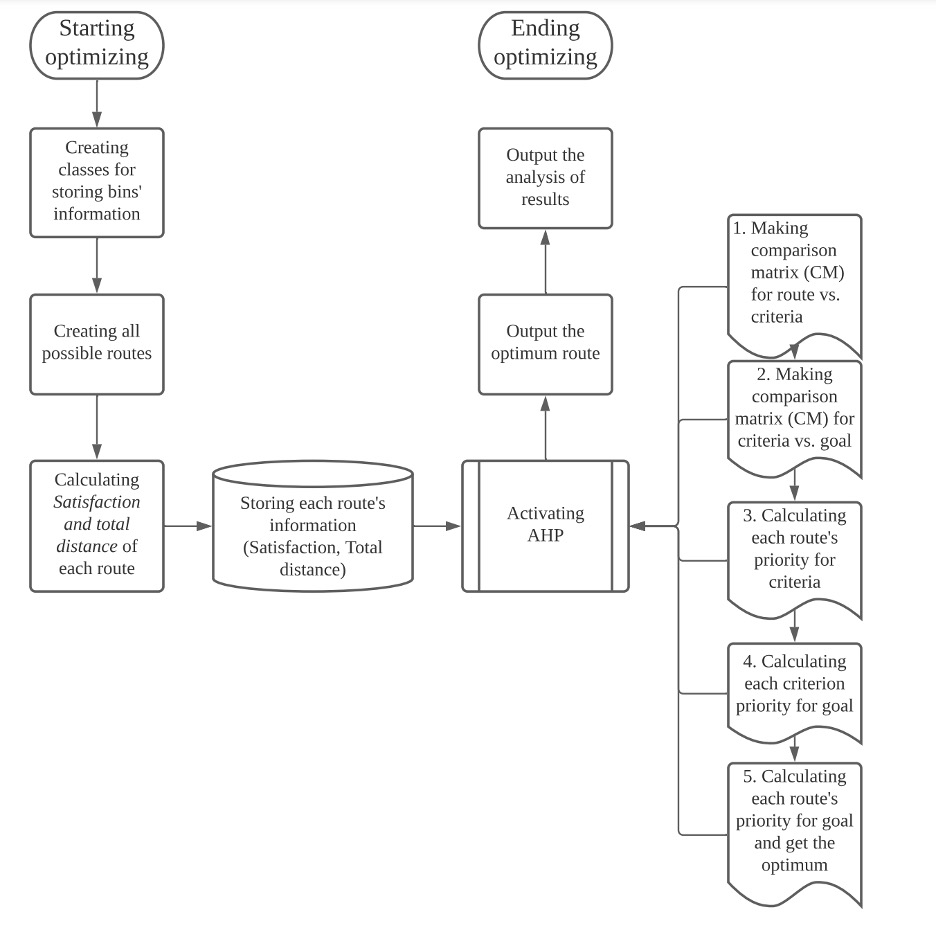 Starting
optimizing
Creating
classes for
storing bins'
information
Creating all
possible routes
Calculating
Satisfaction
and total
distance of
each route
Storing each route's
information
(Satisfaction, Total
distance)
Activating
AHP
Output the
optimum route
Output the
analysis of
results
Ending
optimizing
1. Making
comparison
matrix (CM)
for route vs.
criteria
2. Making
comparison
matrix (CM) for
criteria vs. goal
3. Calculating
each route's
priority for
criteria
4. Calculating
each criterion
priority for goal
5. Calculating
each route's
priority for goal
and get the
optimum